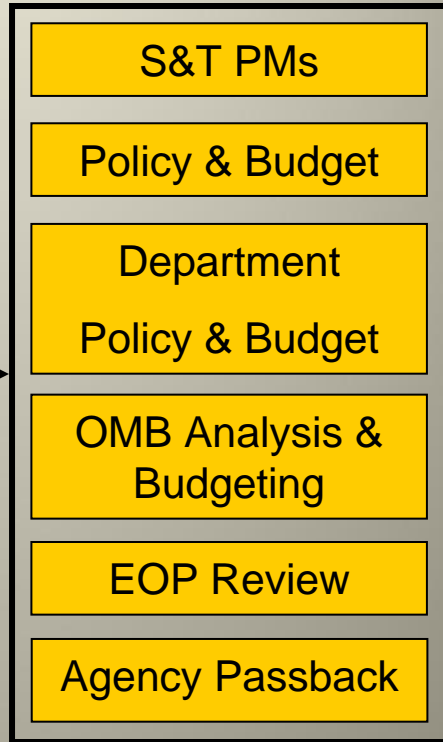 S&T PMs
Policy & Budget
Department
Policy & Budget
OMB Analysis &
Budgeting
EOP Review
Agency Passback